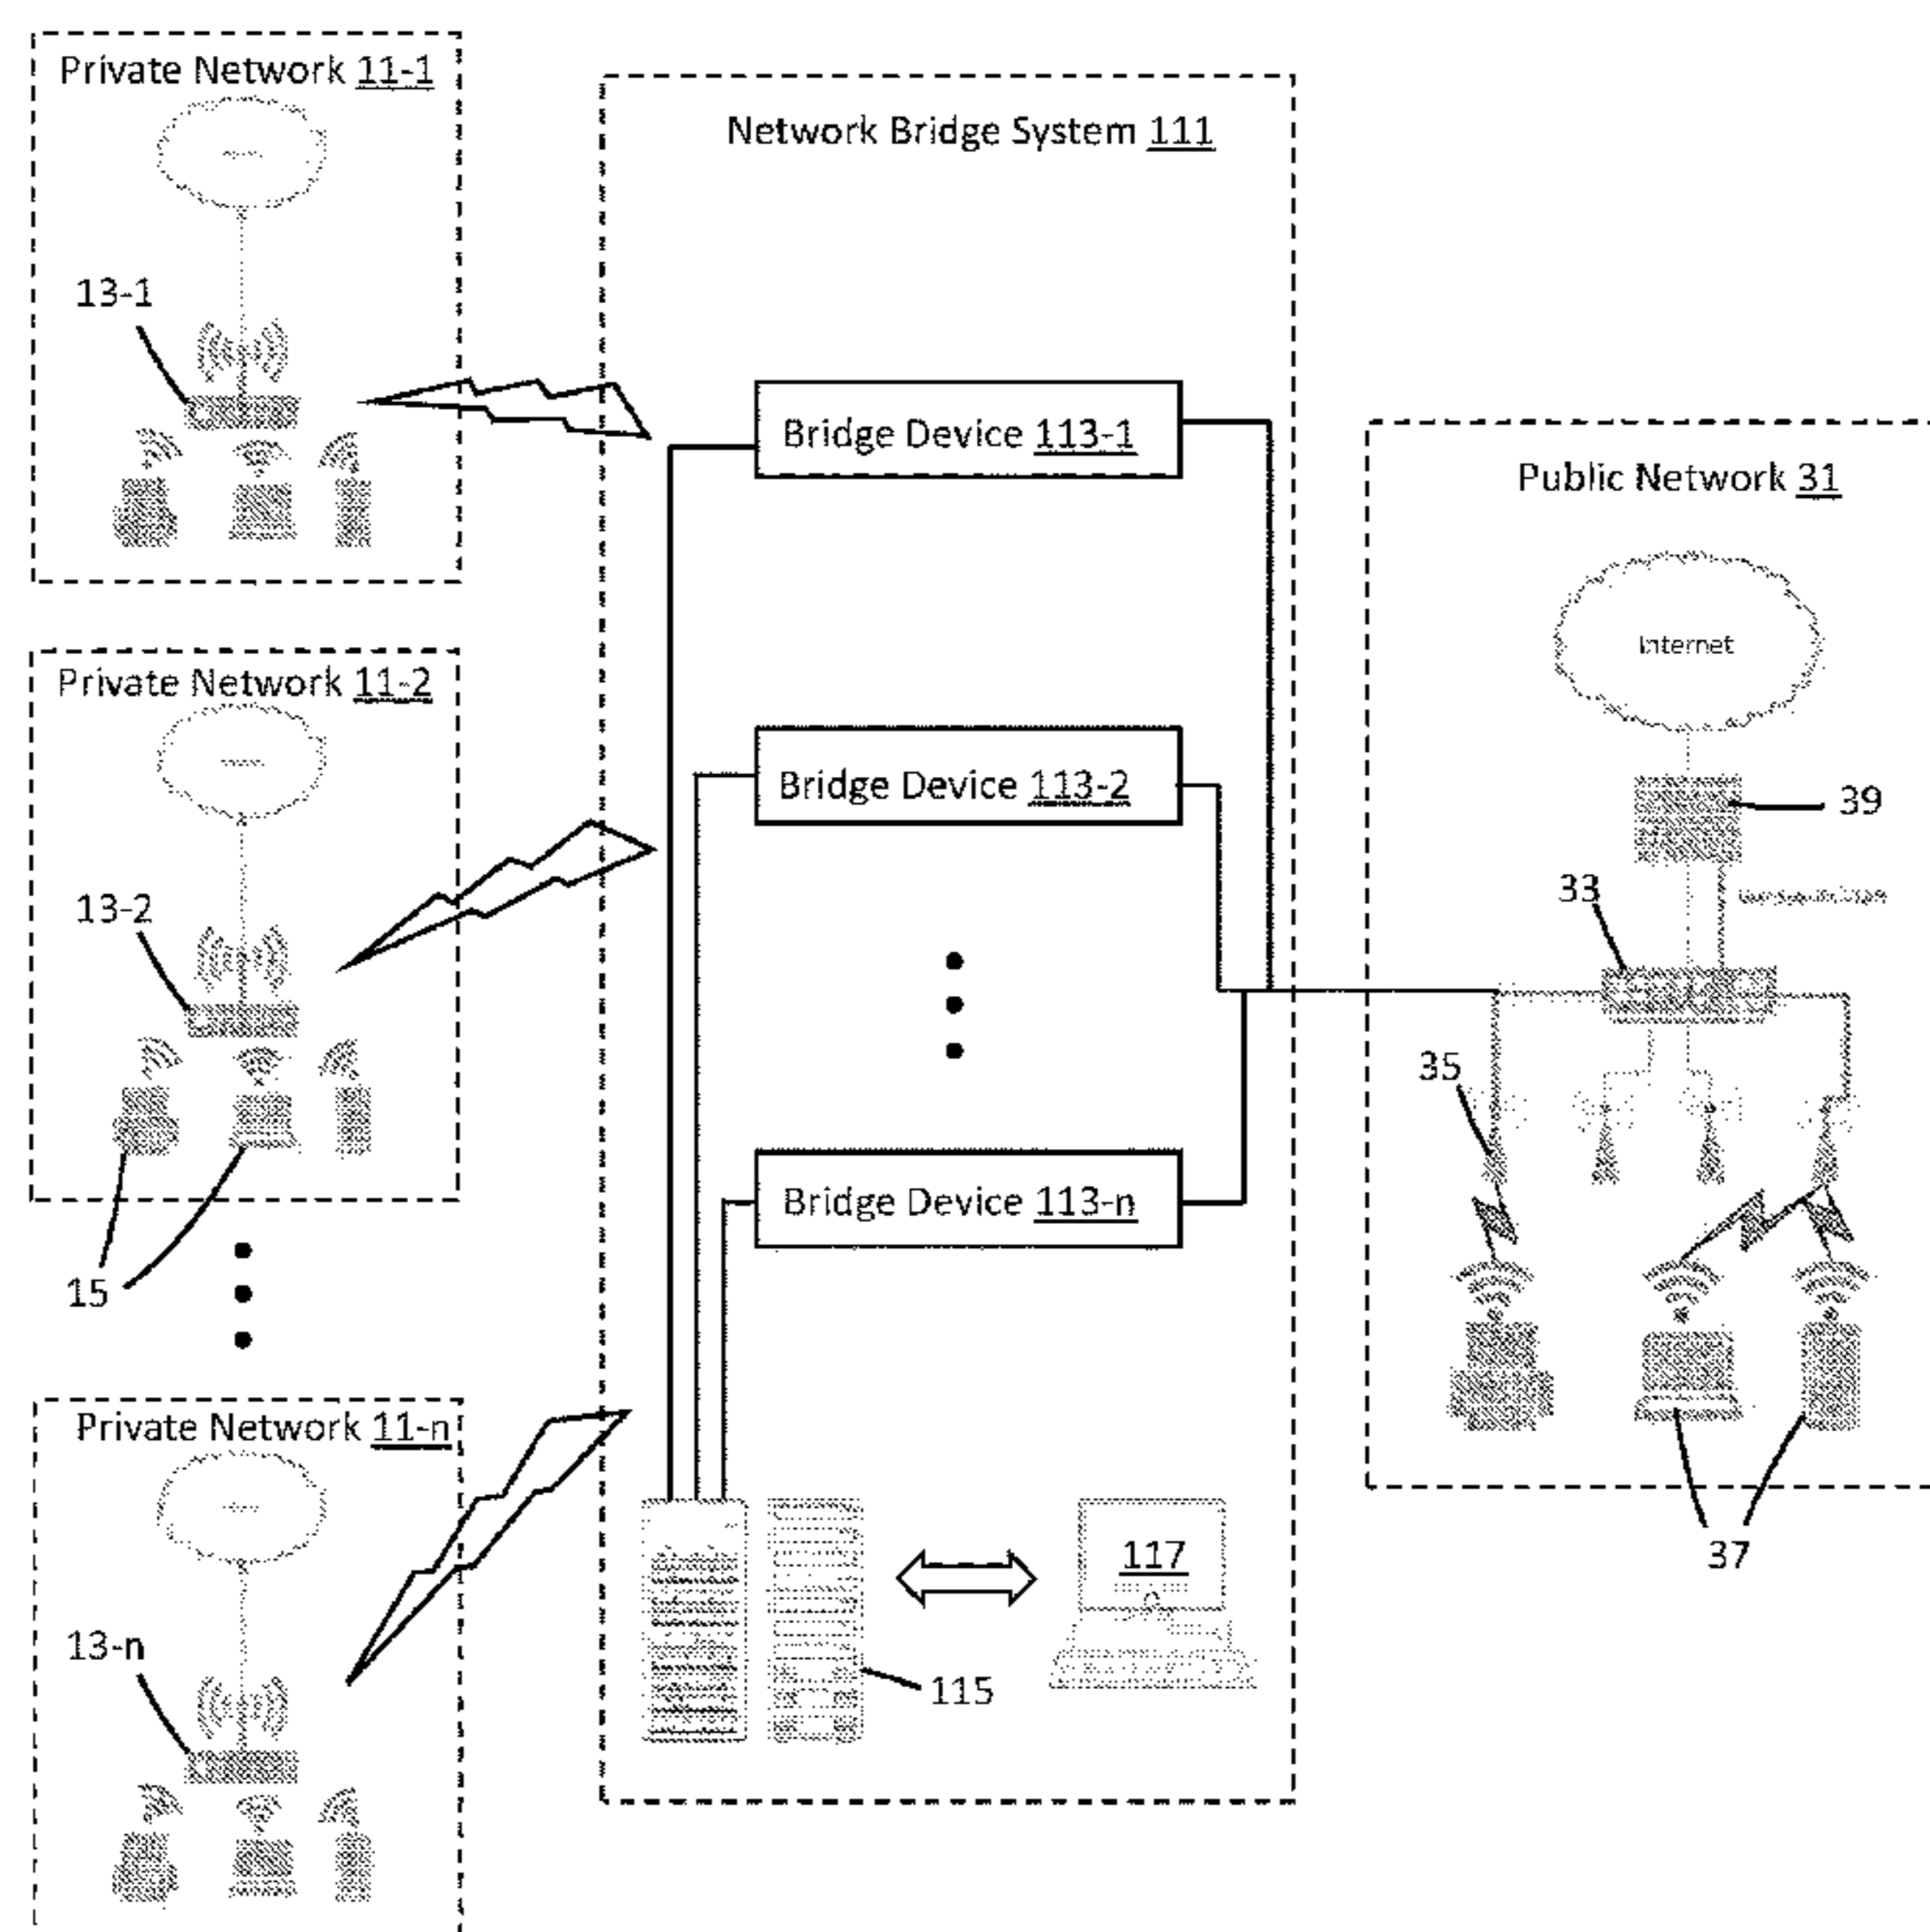 Private Network 11-1
13-1
Private Network 11-2
13-2
15
Private Network 11-n
13-n
Network Bridge System 111
Bridge Device 113-1
Bridge Device 113-2
Bridge Device 113-n
117
115
Public Network 31
Internet
39
33
35
37